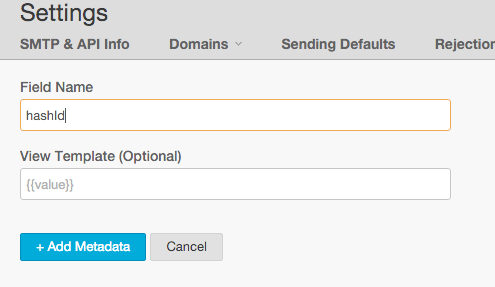 Settings
SMTP & API Info Domains Sending Defaults Rejection
Field Name
hashId
View Template (Optional)
{{value}}
+ Add Metadata Cancel